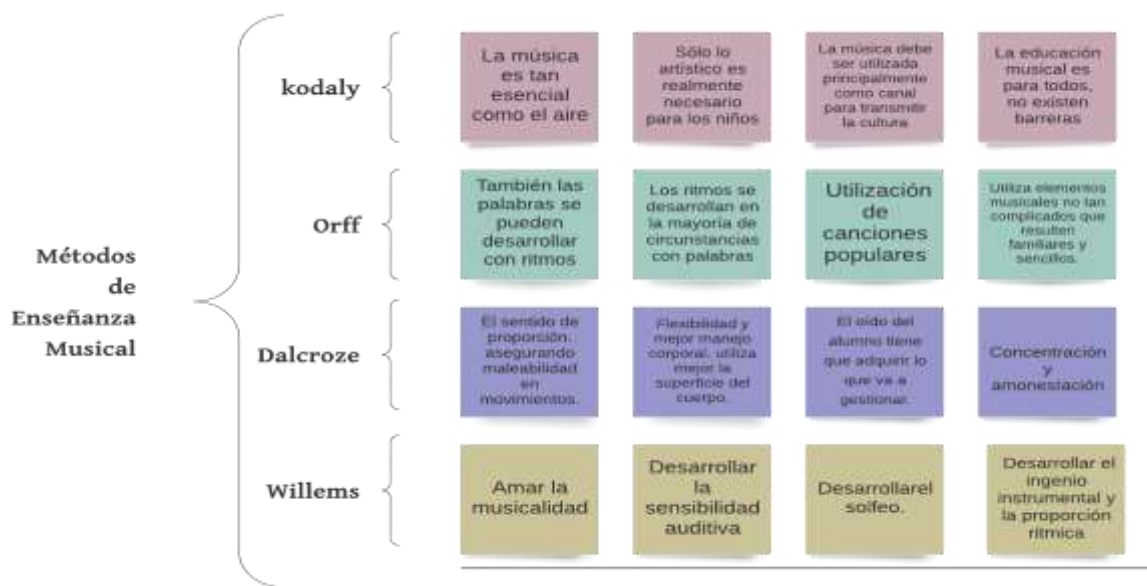 Métodos
de
Enseñanza
Musical
kodaly
La música
es tan
esencial
como el aire
Sólo lo
artístico es
realmente
necesario
para los niños
La música debe
ser utilizada
principalmente
como canal
para transmitir
la cultura
La educación
musical es
para todos,
no existen
barreras
Orff
También las
palabras se
pueden
desarrollar
con ritmos
Los ritmos se
desarrollan en
la mayoría de
circunstancias
con palabras
Utilización
de
canciones
populares
Utiliza elementos
musicales no tan
complicados que
resulten
familiares y
sencillos.
Dalcroze
El sentido de
proporción.
asegurando
maleabilidad
en
movimientos.
Flexibilidad y
mejor manejo
corporal. utiliza
mejor la
superficie del
cuerpo.
El oído del
alumno tiene
que adquirir lo
que va a
gestionar.
Concentración
y
amonestación
Willems
Amar la
musicalidad
Desarrollar
la
sensibilidad
auditiva
Desarrollarel
solfeo.
Desarrollar el
ingenio
instrumental y
la proporción
rítmica